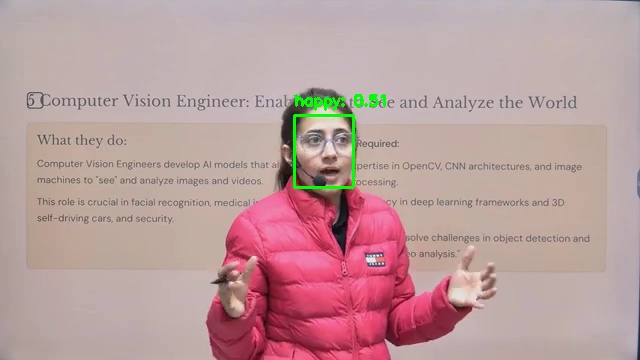 happy: 0.51
5 Computer Vision Engineer: Enab e and Analyze the World
What they do:
Required:
Computer Vision Engineers develop AI models that
pertise in OpenCV, CNN architectures, and image
machines to "see" and analyze images and videos.
ocessing.
This role is crucial in facial recognition, medical
cy in deep learning frameworks and 3D
self-driving cars, and security.
solve challenges in object detection and
eo analysis."
TOMMY
JEANS